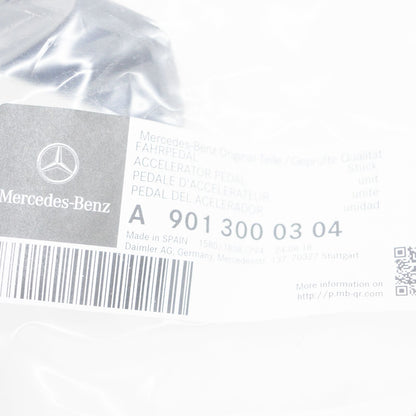 Mercedes-Benz
Mercedes-Benz Original Teile / Geprüfte Qualität
FAHRPEDAL Stück
ACCELERATOR PEDAL unit
PEDALE D'ACCELERATEUR unité
PEDAL DEL ACELERADOR unidad
A 901 300 03 04
Made in SPAIN
Daimler AG, Germany, Mercedesstr. 137, 70327 Stuttgart
More information on
http://p.mb-qr.com